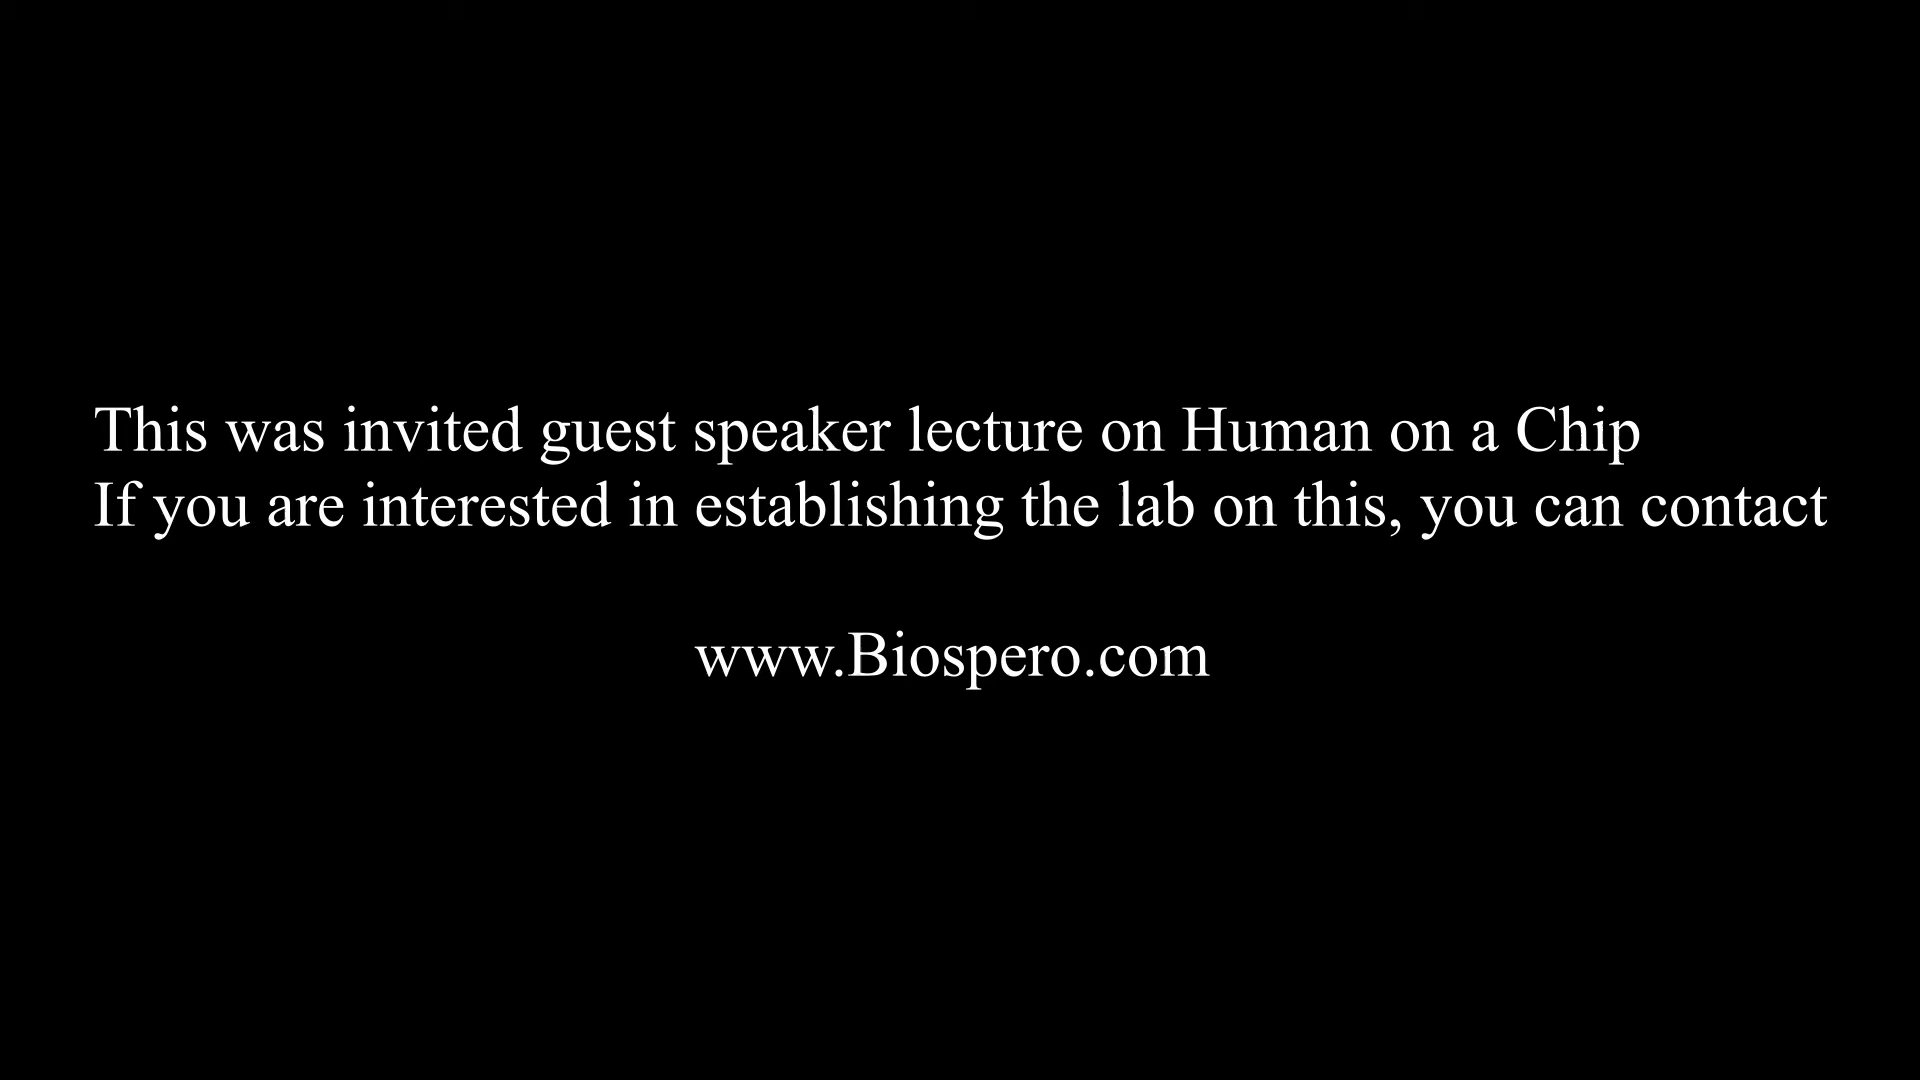 This was invited guest speaker lecture on Human on a Chip
If you are interested in establishing the lab on this, you can contact
www.Biospero.com